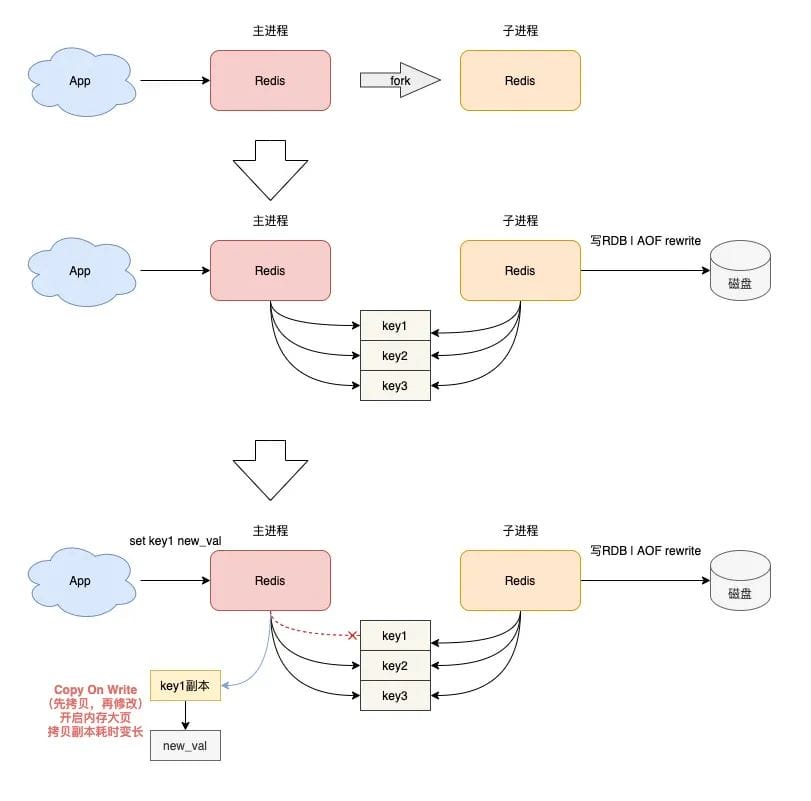 主进程
子进程
App
Redis
fork
Redis
主进程
子进程
App
Redis
Redis
写RDB | AOF rewrite
磁盘
key1
key2
key3
set key1 new_val
主进程
子进程
App
Redis
Redis
写RDB | AOF rewrite
磁盘
key1
key2
key3
key1副本
Copy On Write
（先拷贝，再修改）
开启内存大页
拷贝副本耗时变长
new_val